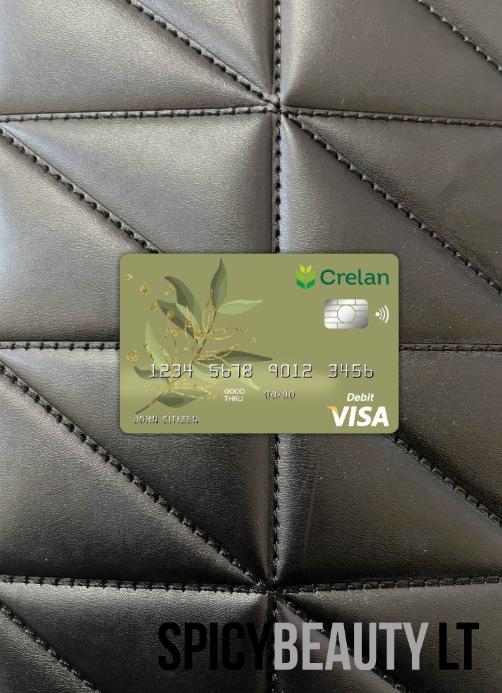 Crelan
1234 5678 9012 3456
GOOD
THRU
00/00
Debit
JOHN CITIZEN
VISA
SPICYBEAUTY LT